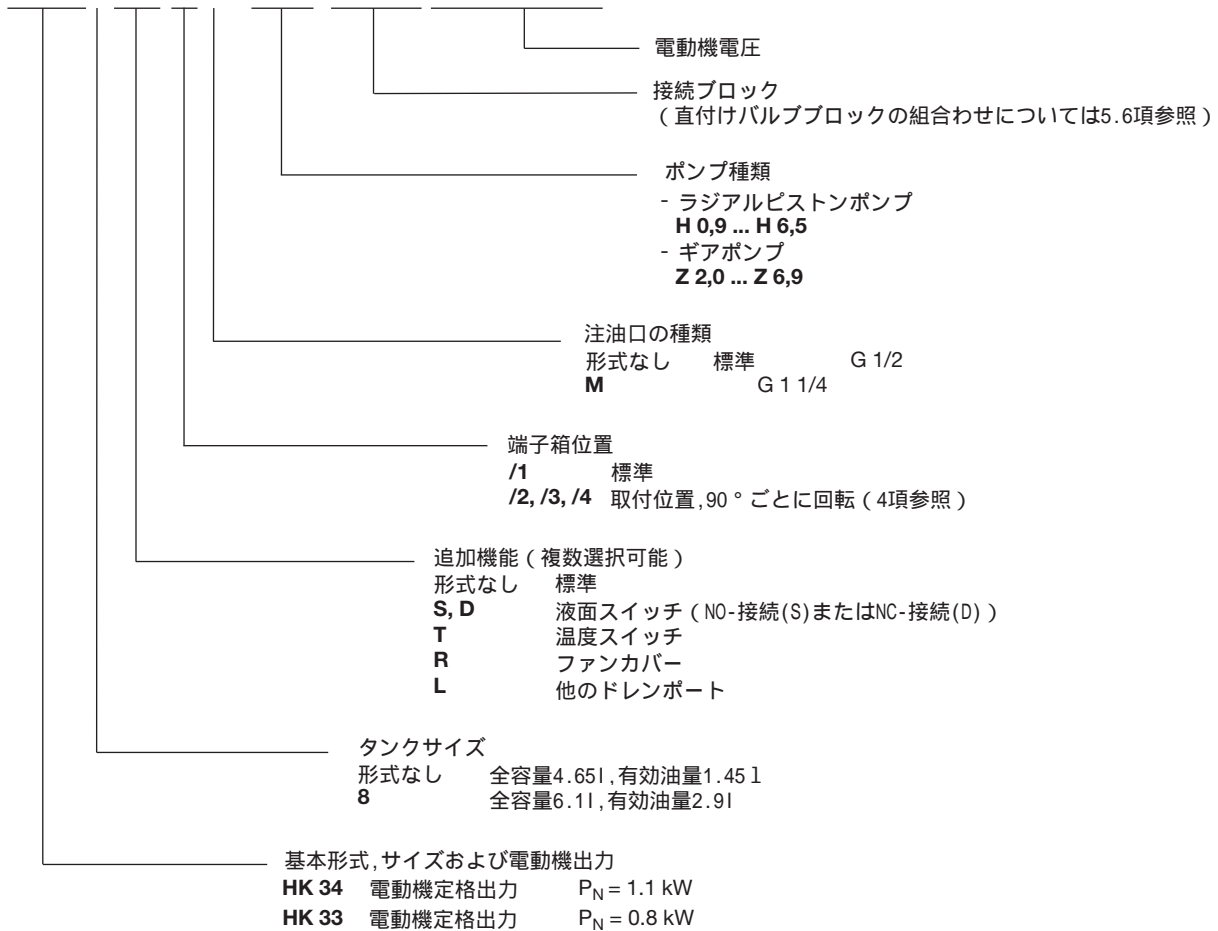 電動機電圧
接続ブロック
(直付けバルブブロックの組合わせについては5.6項参照)
ポンプ種類
- ラジアルピストンポンプ
H 0,9 ... H 6,5
- ギアポンプ
Z 2,0 ... Z 6,9
注油口の種類
形式なし 標準 G 1/2
M G 1 1/4
端子箱位置
/1 標準
/2, /3, /4 取付位置,90°ごとに回転(4項参照)
追加機能(複数選択可能)
形式なし 標準
S, D 液面スイッチ(NO-接続(S)またはNC-接続(D))
T 温度スイッチ
R ファンカバー
L 他のドレンポート
タンクサイズ
形式なし 全容量4.65l,有効油量1.45l
8 全容量6.1l,有効油量2.9l
基本形式,サイズおよび電動機出力
HK 34 電動機定格出力 PN = 1.1 kW
HK 33 電動機定格出力 PN = 0.8 kW